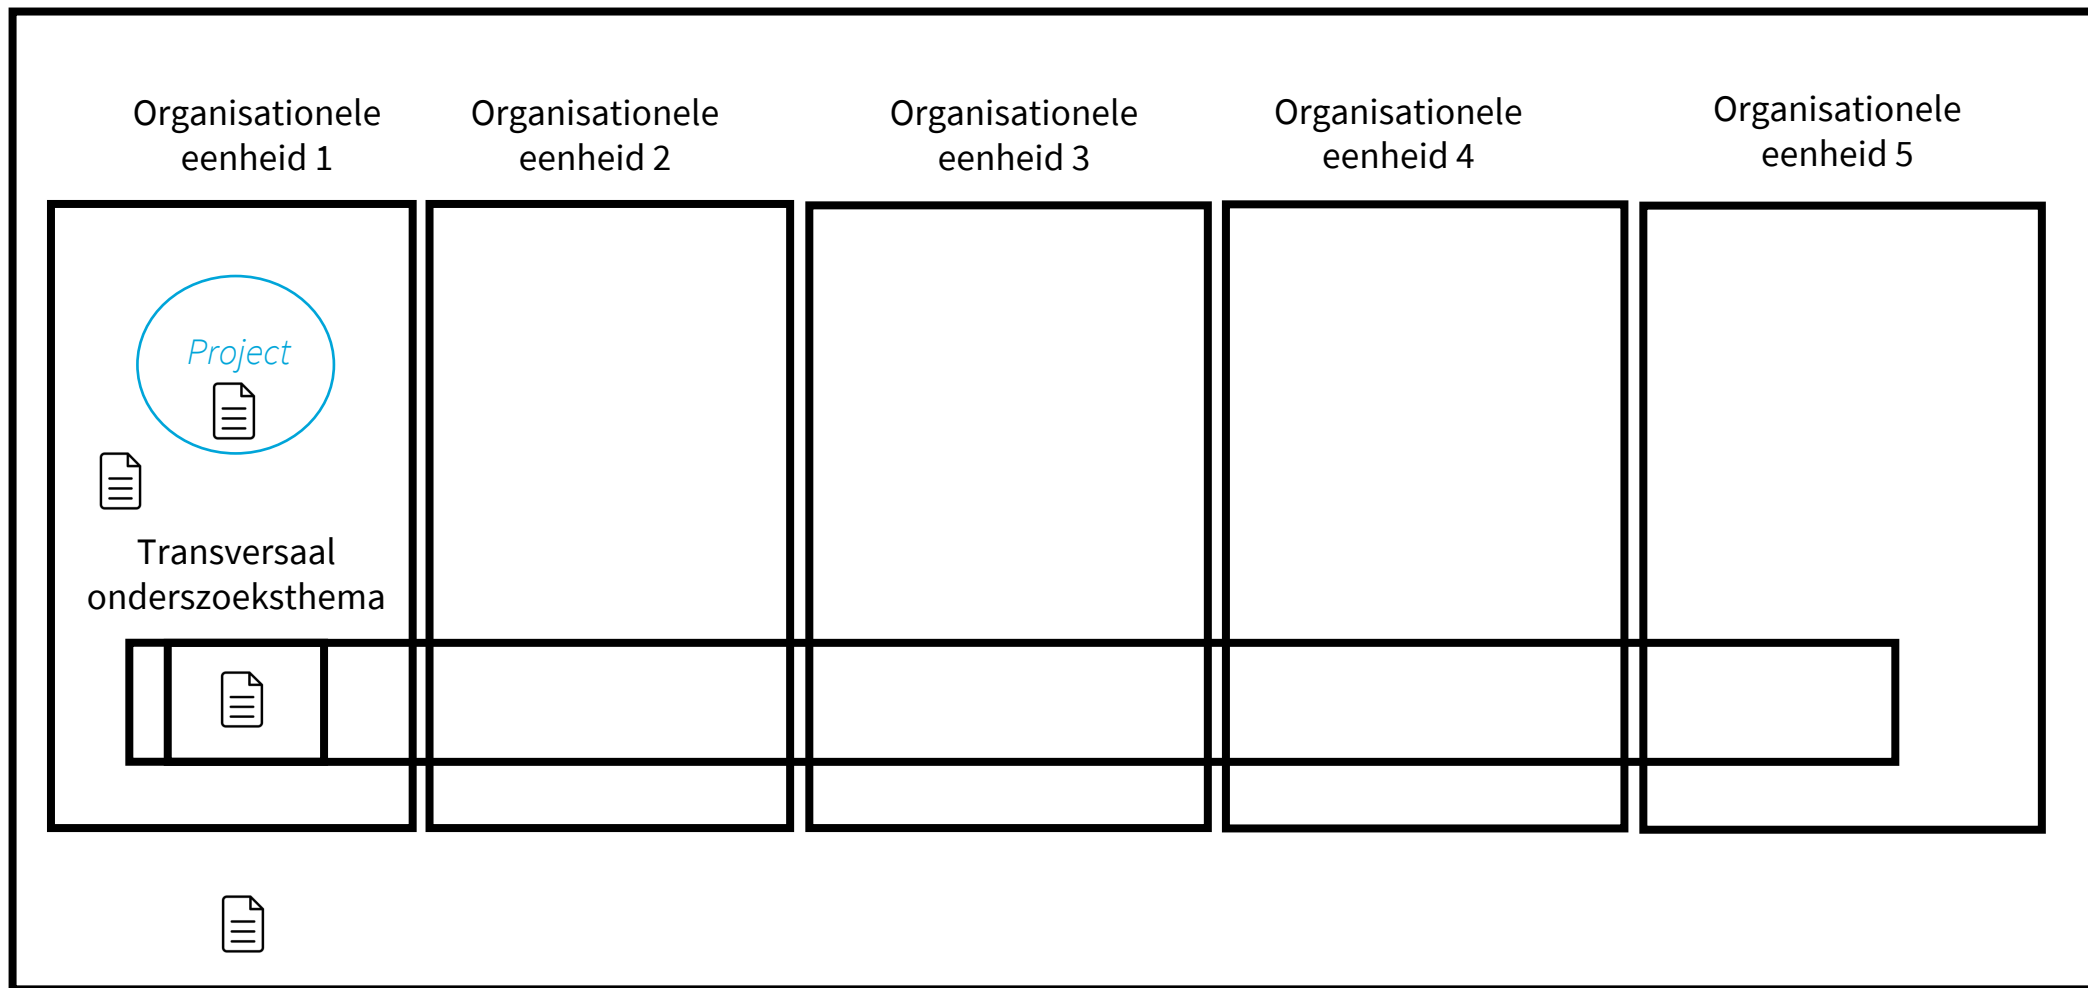 Organisationele
eenheid 1
Organisationele
eenheid 2
Organisationele
eenheid 3
Organisationele
eenheid 4
Organisationele
eenheid 5
Project
Transversaal
onderszoeksthema